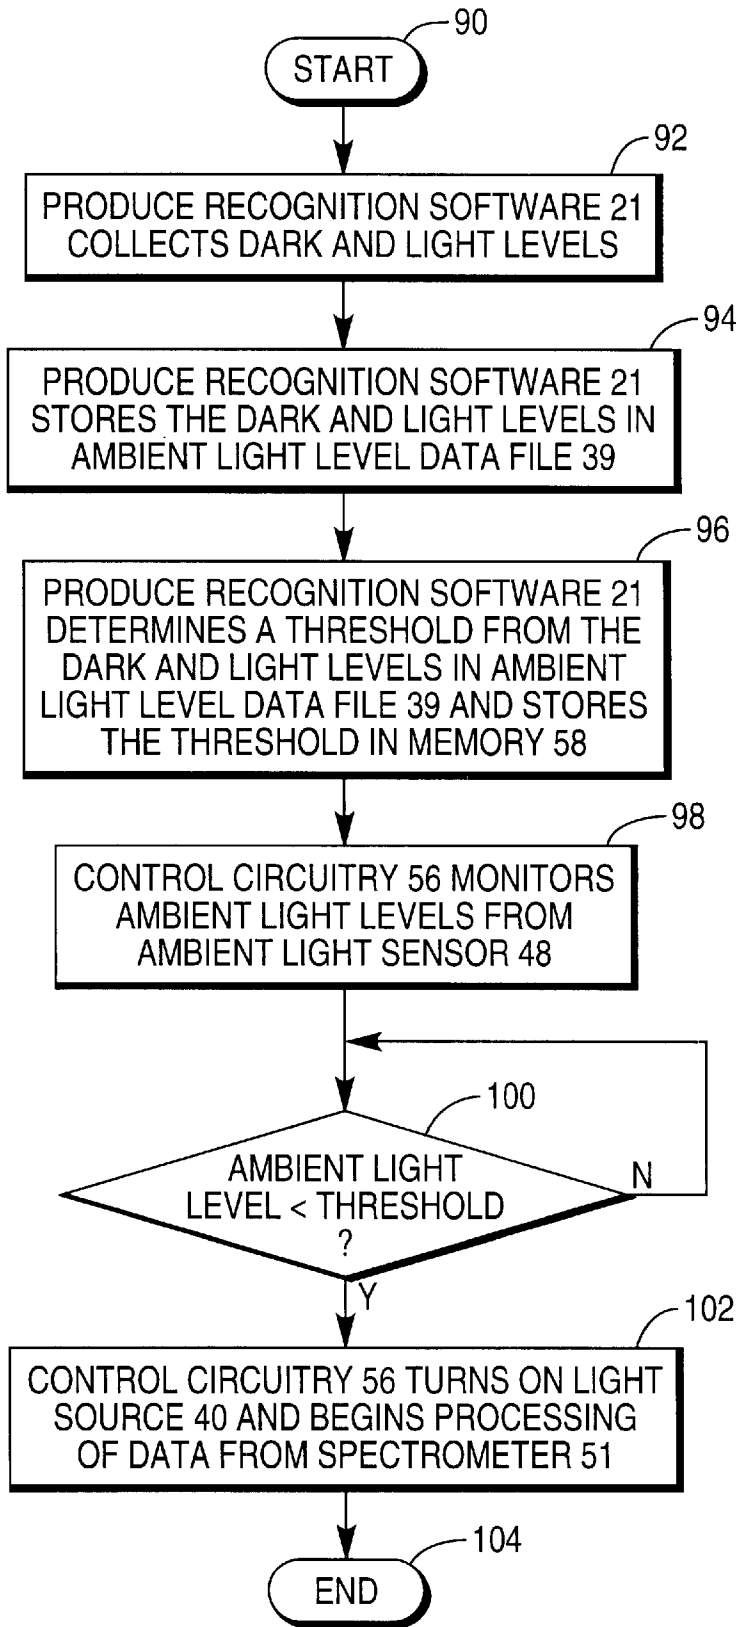 90
START
92
PRODUCE RECOGNITION SOFTWARE 21
COLLECTS DARK AND LIGHT LEVELS
94
PRODUCE RECOGNITION SOFTWARE 21
STORES THE DARK AND LIGHT LEVELS IN
AMBIENT LIGHT LEVEL DATA FILE 39
96
PRODUCE RECOGNITION SOFTWARE 21
DETERMINES A THRESHOLD FROM THE
DARK AND LIGHT LEVELS IN AMBIENT
LIGHT LEVEL DATA FILE 39 AND STORES
THE THRESHOLD IN MEMORY 58
98
CONTROL CIRCUITRY 56 MONITORS
AMBIENT LIGHT LEVELS FROM
AMBIENT LIGHT SENSOR 48
100
AMBIENT LIGHT
LEVEL < THRESHOLD
?
N
Y
102
CONTROL CIRCUITRY 56 TURNS ON LIGHT
SOURCE 40 AND BEGINS PROCESSING
OF DATA FROM SPECTROMETER 51
104
END